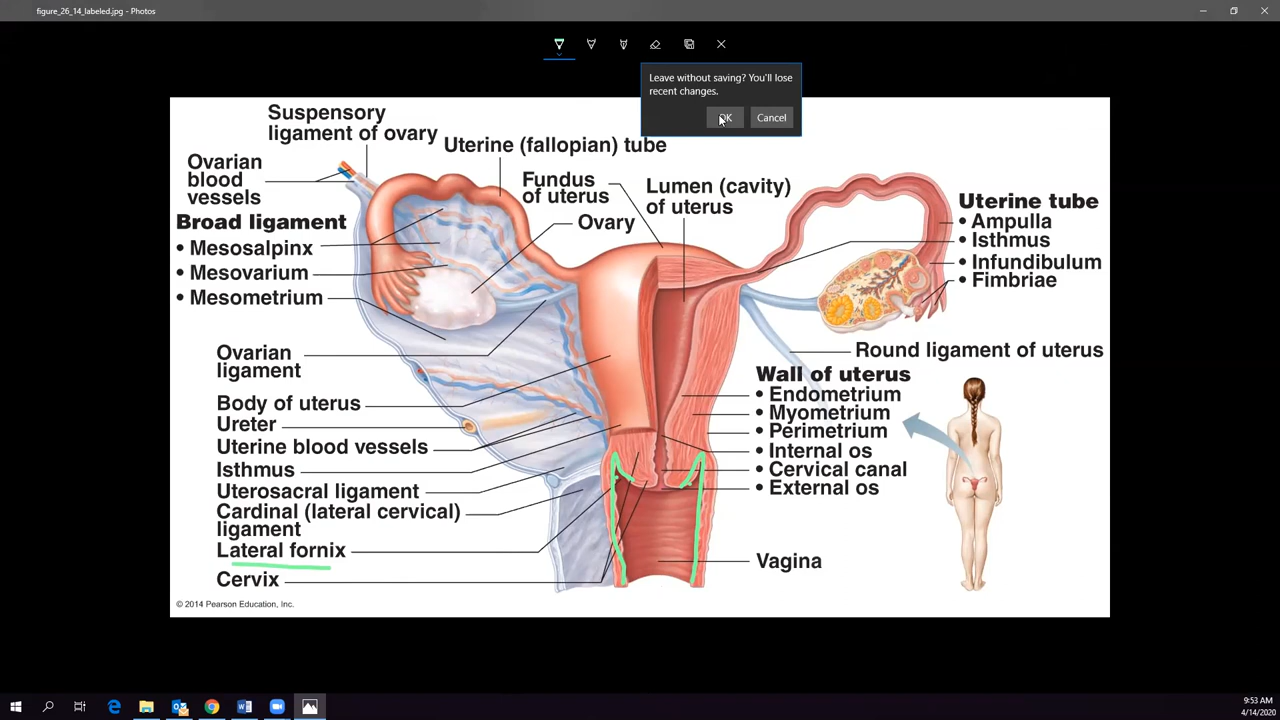 figure_26_14_labeled.jpg - Photos
Leave without saving? You'll lose
recent changes.
OK
Cancel
Suspensory
ligament of ovary
Uterine (fallopian) tube
Ovarian
blood
vessels
Fundus
of uterus
Lumen (cavity)
of uterus
Ovary
Broad ligament
• Mesosalpinx
• Mesovarium
• Mesometrium
Uterine tube
• Ampulla
• Isthmus
• Infundibulum
• Fimbriae
Ovarian
ligament
Round ligament of uterus
Body of uterus
Ureter
Uterine blood vessels
Isthmus
Uterosacral ligament
Cardinal (lateral cervical)
ligament
Lateral fornix
Cervix
Wall of uterus
• Endometrium
• Myometrium
• Perimetrium
• Internal os
• Cervical canal
• External os
Vagina
© 2014 Pearson Education, Inc.
9:53 AM
4/14/2020